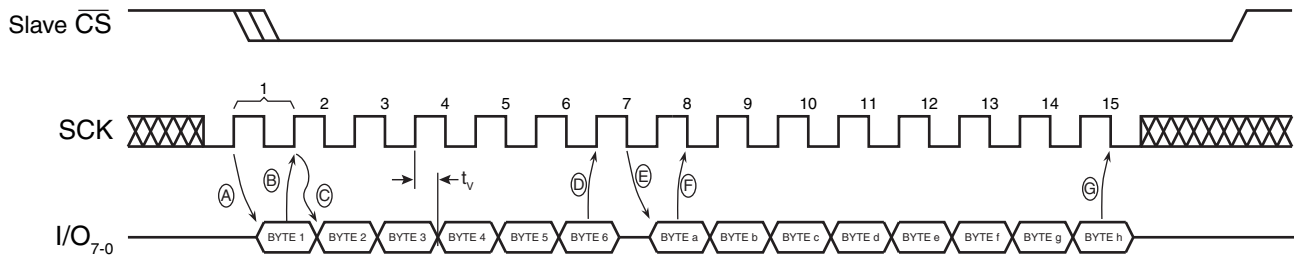 Slave CS
1 2 3 4 5 6 7 8 9 10 11 12 13 14 15
SCK
A B C tv D E F G
I/O7-0
BYTE 1 BYTE 2 BYTE 3 BYTE 4 BYTE 5 BYTE 6 BYTE a BYTE b BYTE c BYTE d BYTE e BYTE f BYTE g BYTE h